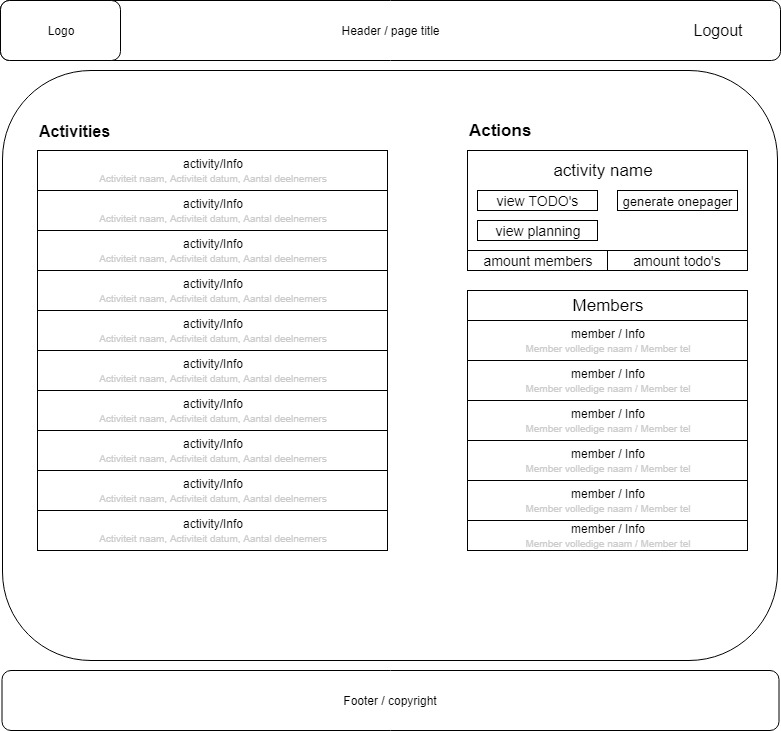 Logo
Header / page title
Logout
Activities
activity/Info
Activiteit naam, Activiteit datum, Aantal deelnemers
activity/Info
Activiteit naam, Activiteit datum, Aantal deelnemers
activity/Info
Activiteit naam, Activiteit datum, Aantal deelnemers
activity/Info
Activiteit naam, Activiteit datum, Aantal deelnemers
activity/Info
Activiteit naam, Activiteit datum, Aantal deelnemers
activity/Info
Activiteit naam, Activiteit datum, Aantal deelnemers
activity/Info
Activiteit naam, Activiteit datum, Aantal deelnemers
activity/Info
Activiteit naam, Activiteit datum, Aantal deelnemers
activity/Info
Activiteit naam, Activiteit datum, Aantal deelnemers
activity/Info
Activiteit naam, Activiteit datum, Aantal deelnemers
Actions
activity name
view TODO's
generate onepager
view planning
amount members
amount todo's
Members
member / Info
Member volledige naam / Member tel
member / Info
Member volledige naam / Member tel
member / Info
Member volledige naam / Member tel
member / Info
Member volledige naam / Member tel
member / Info
Member volledige naam / Member tel
member / Info
Member volledige naam / Member tel
Footer / copyright